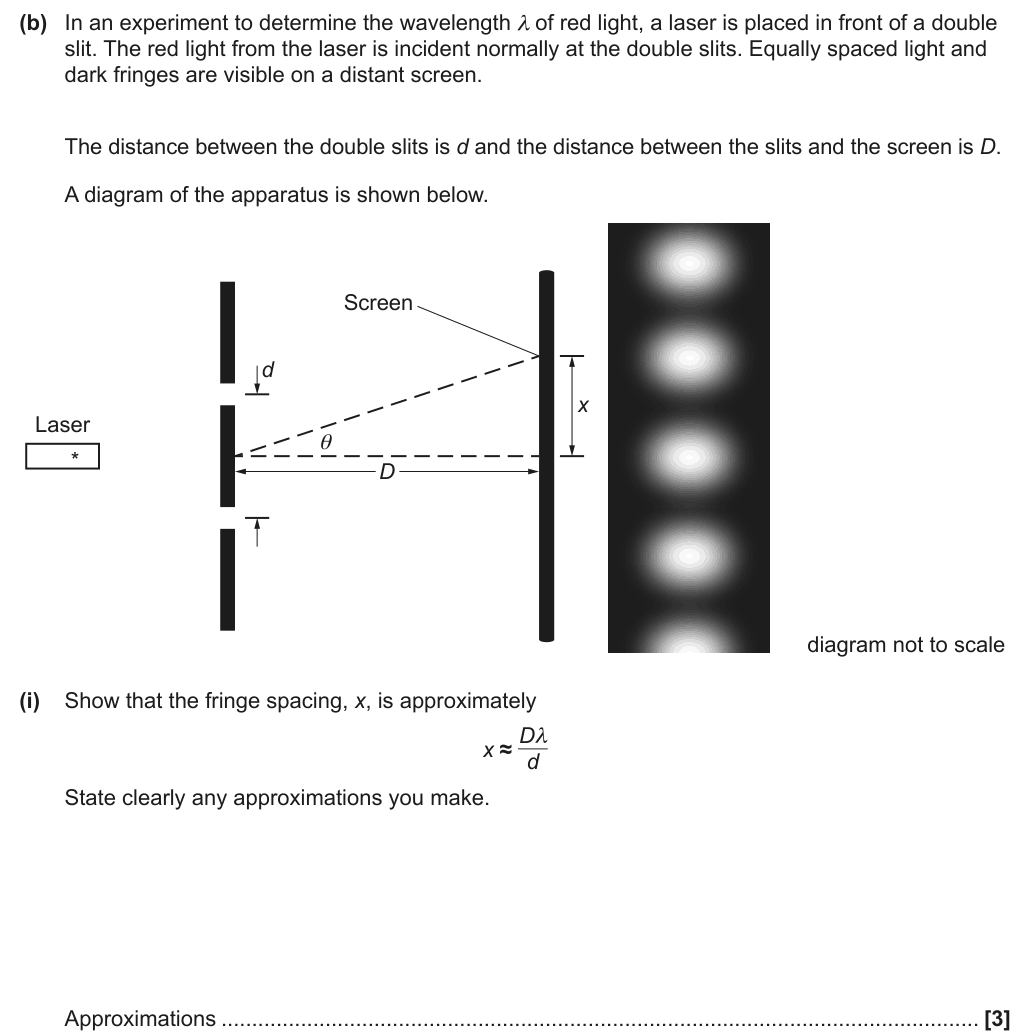 (b) In an experiment to determine the wavelength λ of red light, a laser is placed in front of a double
slit. The red light from the laser is incident normally at the double slits. Equally spaced light and
dark fringes are visible on a distant screen.
The distance between the double slits is d and the distance between the slits and the screen is D.
A diagram of the apparatus is shown below.
Screen
d
x
Laser
*
θ
D
diagram not to scale
(i) Show that the fringe spacing, x, is approximately
x ≈ Dλ/d
State clearly any approximations you make.
Approximations .......................................................................................................................... [3]